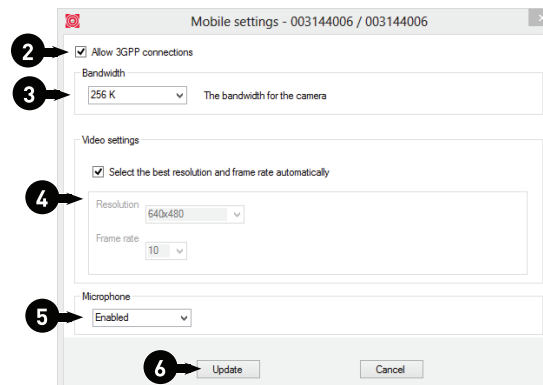 Mobile settings - 003144006 / 003144006
2 Allow 3GPP connections
Bandwidth
3 256 K The bandwidth for the camera
Video settings
Select the best resolution and frame rate automatically
4 Resolution
640x480
Frame rate
10
Microphone
5 Enabled
6 Update Cancel